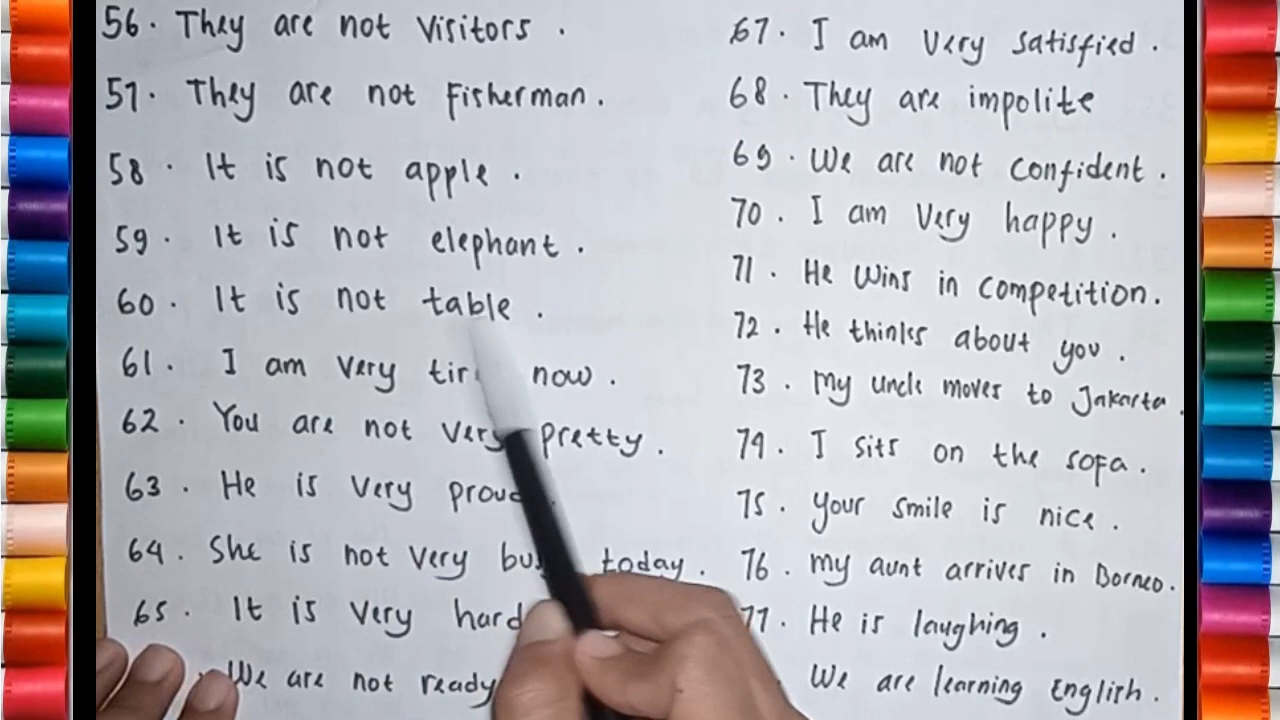 56. They are not visitors.
57. They are not Fisherman.
58. It is not apple.
59. It is not elephant.
60. It is not table.
61. I am very now.
62. You are not very pretty.
63. He is very
64. She is not very today.
65. It is very hard
We are not ready
67. I am very satisfied.
68. They are impolite
69. We are not confident.
70. I am very happy.
71. He wins in competition.
72. He thinks about you.
73. My uncle moves to Jakarta.
74. I sits on the sofa.
75. Your smile is nice.
76. My aunt arrives in Borneo.
77. He is laughing.
We are learning English.